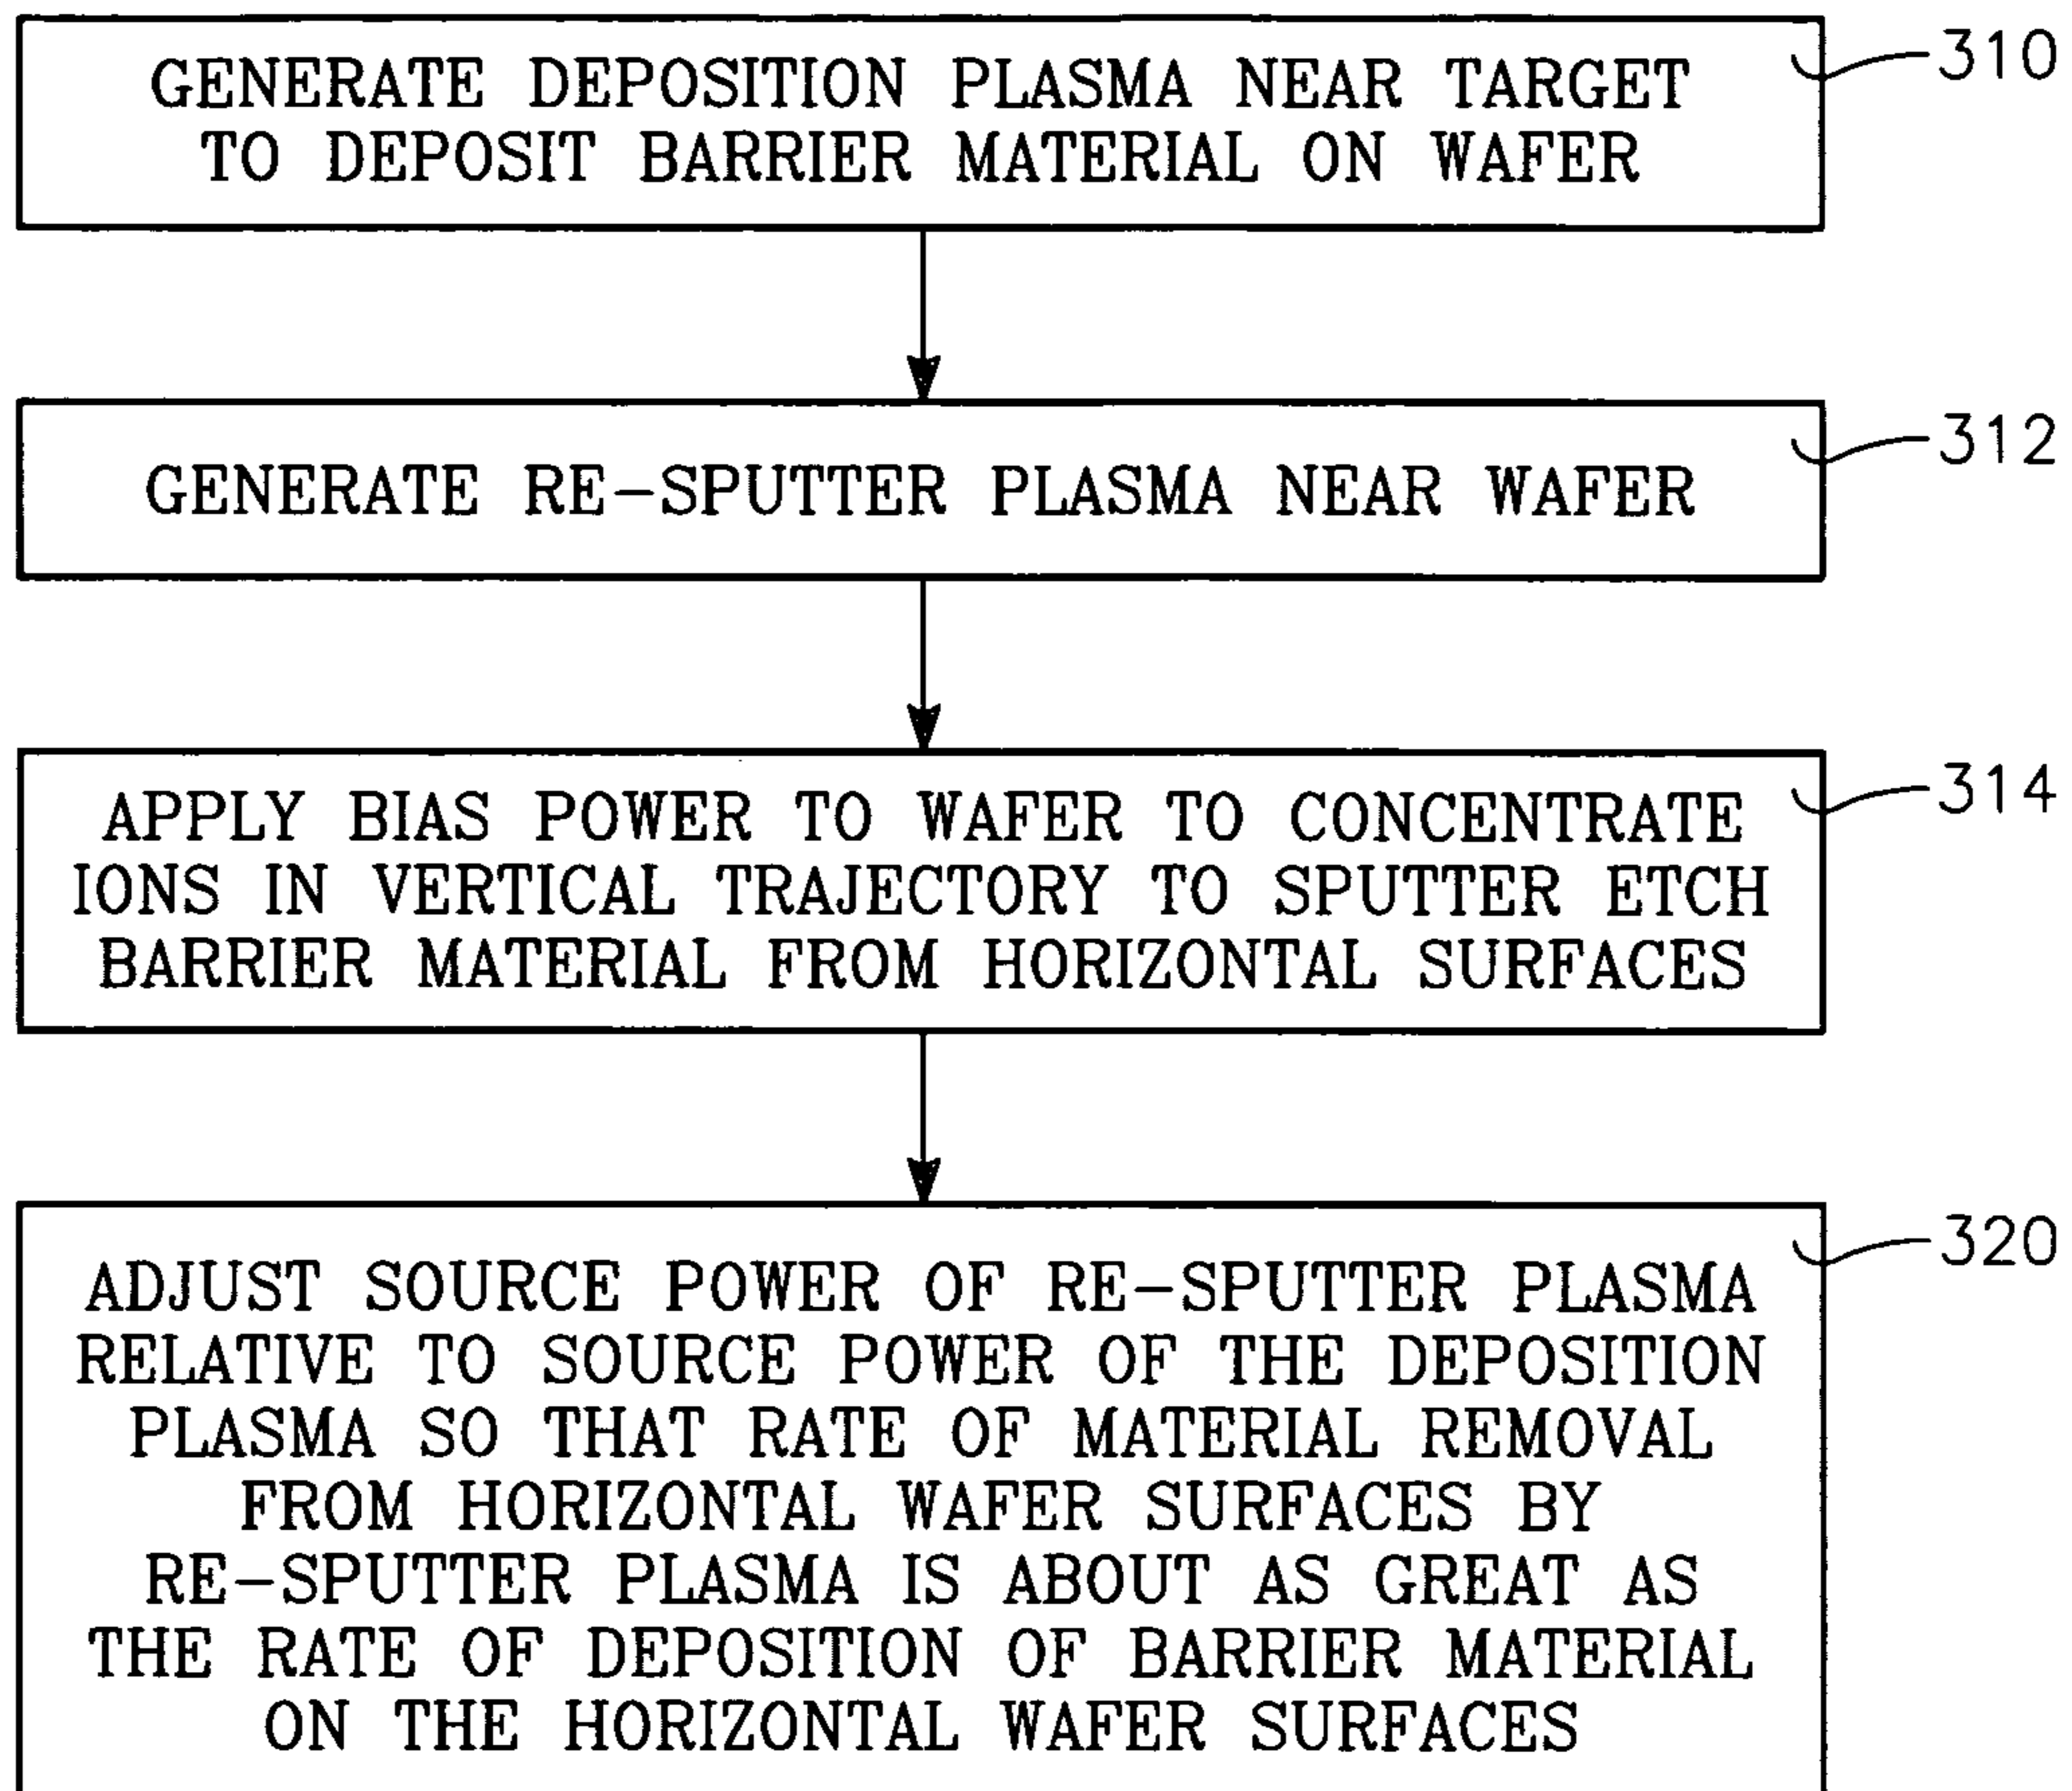 GENERATE DEPOSITION PLASMA NEAR TARGET
TO DEPOSIT BARRIER MATERIAL ON WAFER
310
GENERATE RE-SPUTTER PLASMA NEAR WAFER
312
APPLY BIAS POWER TO WAFER TO CONCENTRATE
IONS IN VERTICAL TRAJECTORY TO SPUTTER ETCH
BARRIER MATERIAL FROM HORIZONTAL SURFACES
314
ADJUST SOURCE POWER OF RE-SPUTTER PLASMA
RELATIVE TO SOURCE POWER OF THE DEPOSITION
PLASMA SO THAT RATE OF MATERIAL REMOVAL
FROM HORIZONTAL WAFER SURFACES BY
RE-SPUTTER PLASMA IS ABOUT AS GREAT AS
THE RATE OF DEPOSITION OF BARRIER MATERIAL
ON THE HORIZONTAL WAFER SURFACES
320